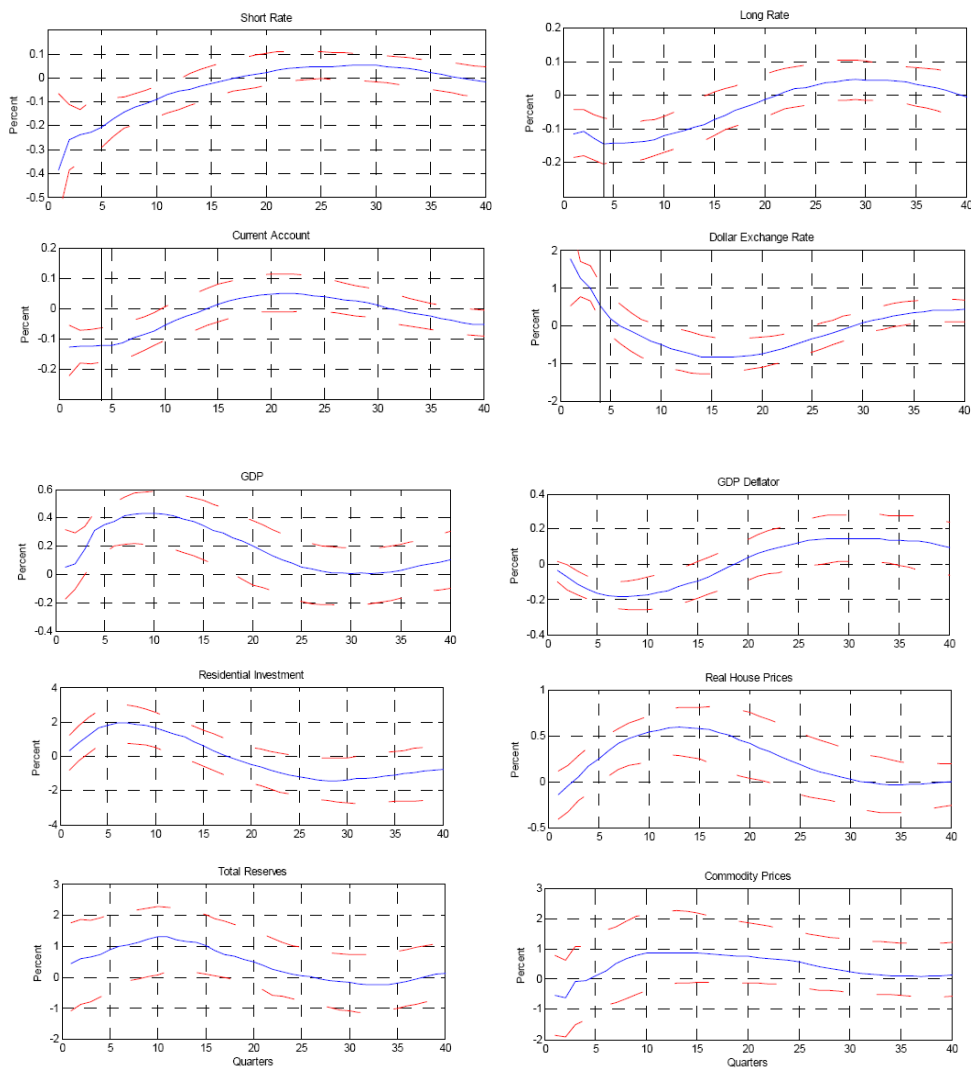 Short Rate
0.1
0
-0.1
-0.2
-0.3
-0.4
-0.5
Percent
0 5 10 15 20 25 30 35 40
Long Rate
0.2
0.1
0
-0.1
-0.2
Percent
0 5 10 15 20 25 30 35 40
Current Account
0.2
0.1
0
-0.1
-0.2
Percent
0 5 10 15 20 25 30 35 40
Dollar Exchange Rate
2
1
0
-1
-2
Percent
0 5 10 15 20 25 30 35 40
GDP
0.6
0.4
0.2
0
-0.2
-0.4
Percent
0 5 10 15 20 25 30 35 40
GDP Deflator
0.4
0.2
0
-0.2
-0.4
Percent
0 5 10 15 20 25 30 35 40
Residential Investment
4
2
0
-2
-4
Percent
0 5 10 15 20 25 30 35 40
Real House Prices
1
0.5
0
-0.5
Percent
0 5 10 15 20 25 30 35 40
Total Reserves
3
2
1
0
-1
-2
Percent
0 5 10 15 20 25 30 35 40
Quarters
Commodity Prices
3
2
1
0
-1
-2
Percent
0 5 10 15 20 25 30 35 40
Quarters